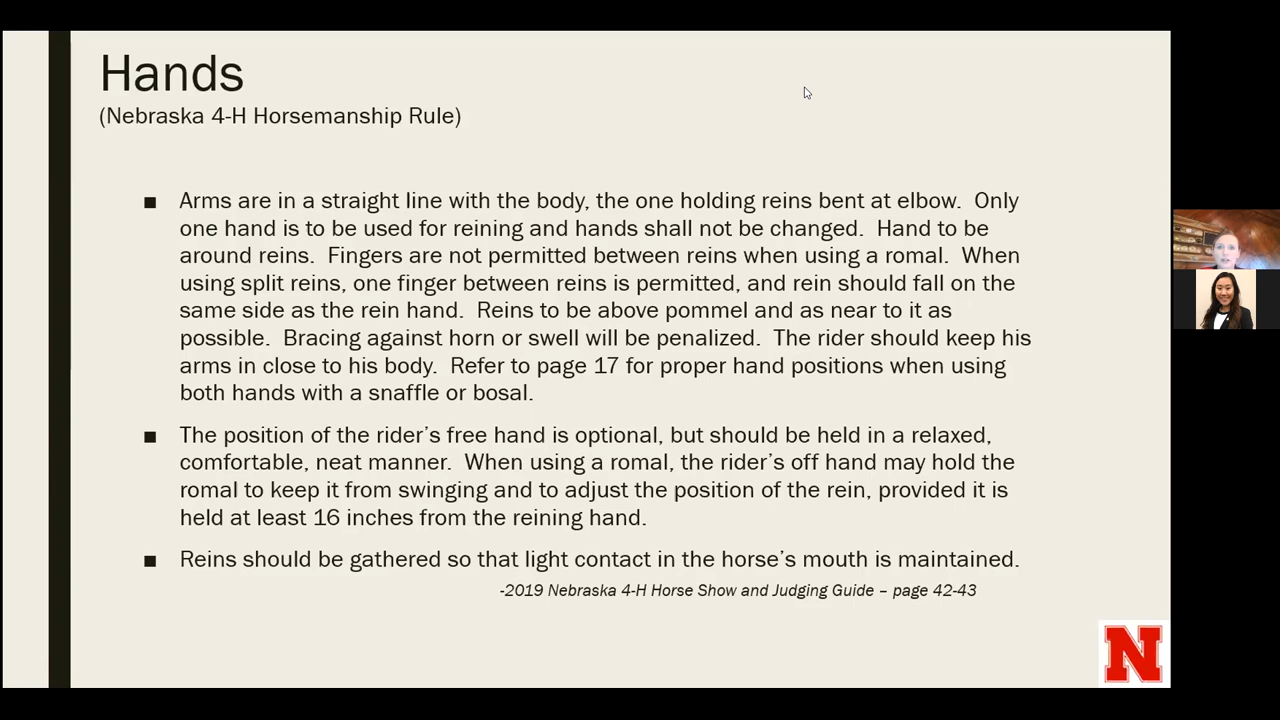 Hands
(Nebraska 4-H Horsemanship Rule)
■ Arms are in a straight line with the body, the one holding reins bent at elbow.  Only
one hand is to be used for reining and hands shall not be changed.  Hand to be
around reins.  Fingers are not permitted between reins when using a romal.  When
using split reins, one finger between reins is permitted, and rein should fall on the
same side as the rein hand.  Reins to be above pommel and as near to it as
possible.  Bracing against horn or swell will be penalized.  The rider should keep his
arms in close to his body.  Refer to page 17 for proper hand positions when using
both hands with a snaffle or bosal.
■ The position of the rider’s free hand is optional, but should be held in a relaxed,
comfortable, neat manner.  When using a romal, the rider’s off hand may hold the
romal to keep it from swinging and to adjust the position of the rein, provided it is
held at least 16 inches from the reining hand.
■ Reins should be gathered so that light contact in the horse’s mouth is maintained.
-2019 Nebraska 4-H Horse Show and Judging Guide – page 42-43
N